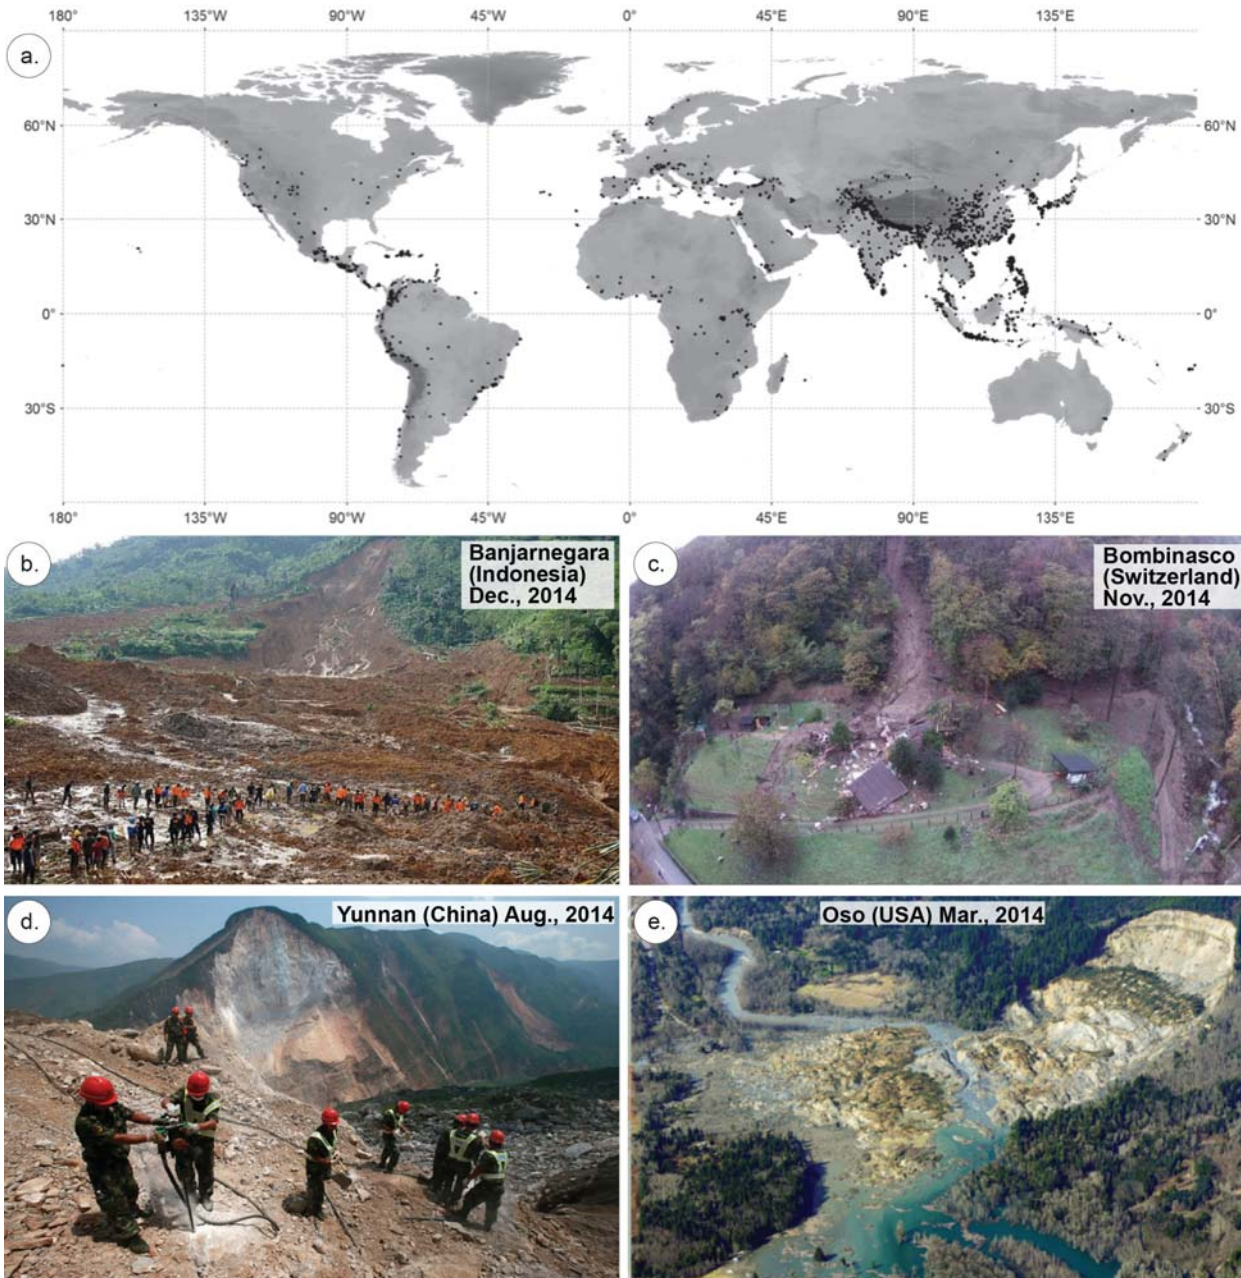 180° 135°W 90°W 45°W 0° 45°E 90°E 135°E
a.
60°N 60°N
30°N 30°N
0° 0°
30°S 30°S
180° 135°W 90°W 45°W 0° 45°E 90°E 135°E
b.
Banjarnegara
(Indonesia)
Dec., 2014
c.
Bombinasco
(Switzerland)
Nov., 2014
d.
Yunnan (China) Aug., 2014
e.
Oso (USA) Mar., 2014